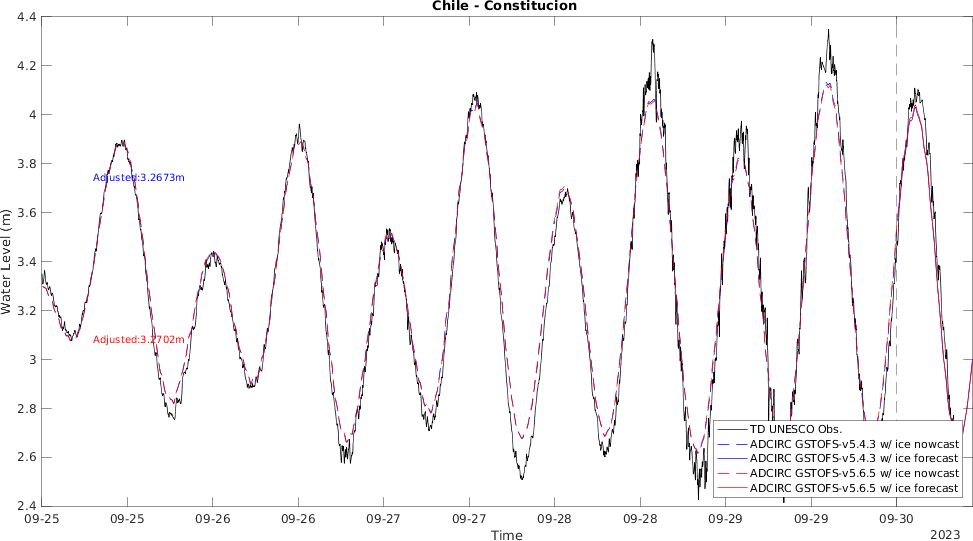 Chile - Constitucion
4.4
4.2
4
3.8
3.6
3.4
3.2
3
2.8
2.6
2.4
Water Level (m)
Adjusted:3.2673m
Adjusted:3.2702m
TD UNESCO Obs.
ADCIRC GSTOFS-v5.4.3 w/ ice nowcast
ADCIRC GSTOFS-v5.4.3 w/ ice forecast
ADCIRC GSTOFS-v5.6.5 w/ ice nowcast
ADCIRC GSTOFS-v5.6.5 w/ ice forecast
09-25 09-25 09-26 09-26 09-27 09-27 09-28 09-28 09-29 09-29 09-30
Time
2023